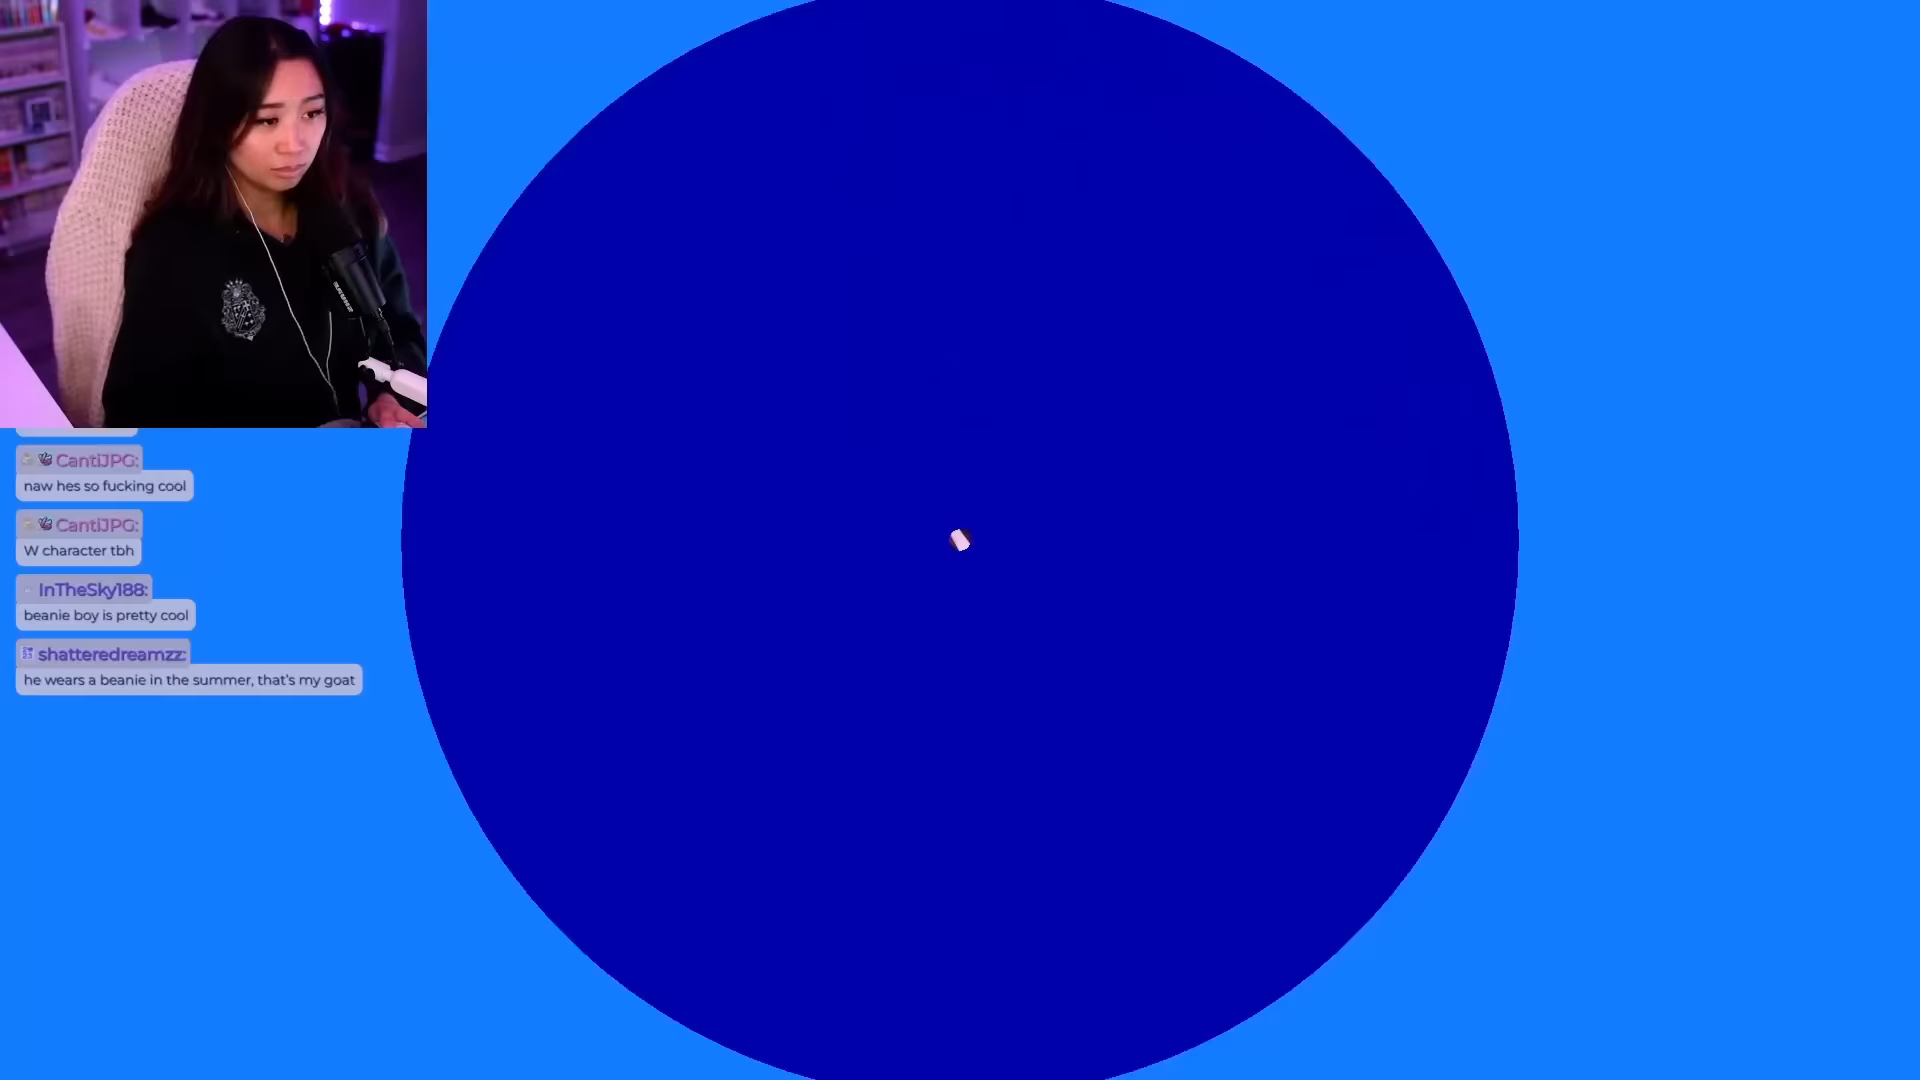 CantiJPG:
naw hes so fucking cool
CantiJPG:
W character tbh
InTheSky188:
beanie boy is pretty cool
shatteredreamzz:
he wears a beanie in the summer, that's my goat